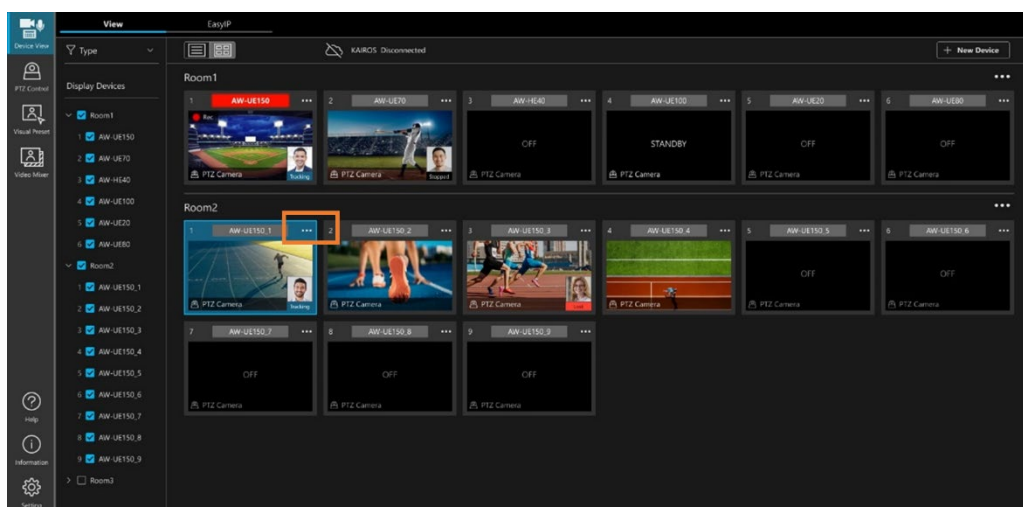 View EasyIP
Device View
Type
KAIROS Disconnected
+ New Device
PTZ Control
Display Devices
Visual Preset
Video Mixer
Room1
1 AW-UE150
2 AW-UE70
3 AW-HE40
4 AW-UE100
5 AW-UE20
6 AW-UE80
Room2
1 AW-UE150_1
2 AW-UE150_2
3 AW-UE150_3
4 AW-UE150_4
5 AW-UE150_5
6 AW-UE150_6
7 AW-UE150_7
8 AW-UE150_8
9 AW-UE150_9
Room3
Help
Information
Setting
Room1
1 AW-UE150
Rec
PTZ Camera
Tracking
2 AW-UE70
PTZ Camera
Stopped
3 AW-HE40
OFF
PTZ Camera
4 AW-UE100
STANDBY
PTZ Camera
5 AW-UE20
OFF
PTZ Camera
6 AW-UE80
OFF
PTZ Camera
Room2
1 AW-UE150_1
PTZ Camera
Tracking
2 AW-UE150_2
PTZ Camera
3 AW-UE150_3
PTZ Camera
Lost
4 AW-UE150_4
PTZ Camera
5 AW-UE150_5
OFF
PTZ Camera
6 AW-UE150_6
OFF
PTZ Camera
7 AW-UE150_7
OFF
PTZ Camera
8 AW-UE150_8
OFF
PTZ Camera
9 AW-UE150_9
OFF
PTZ Camera